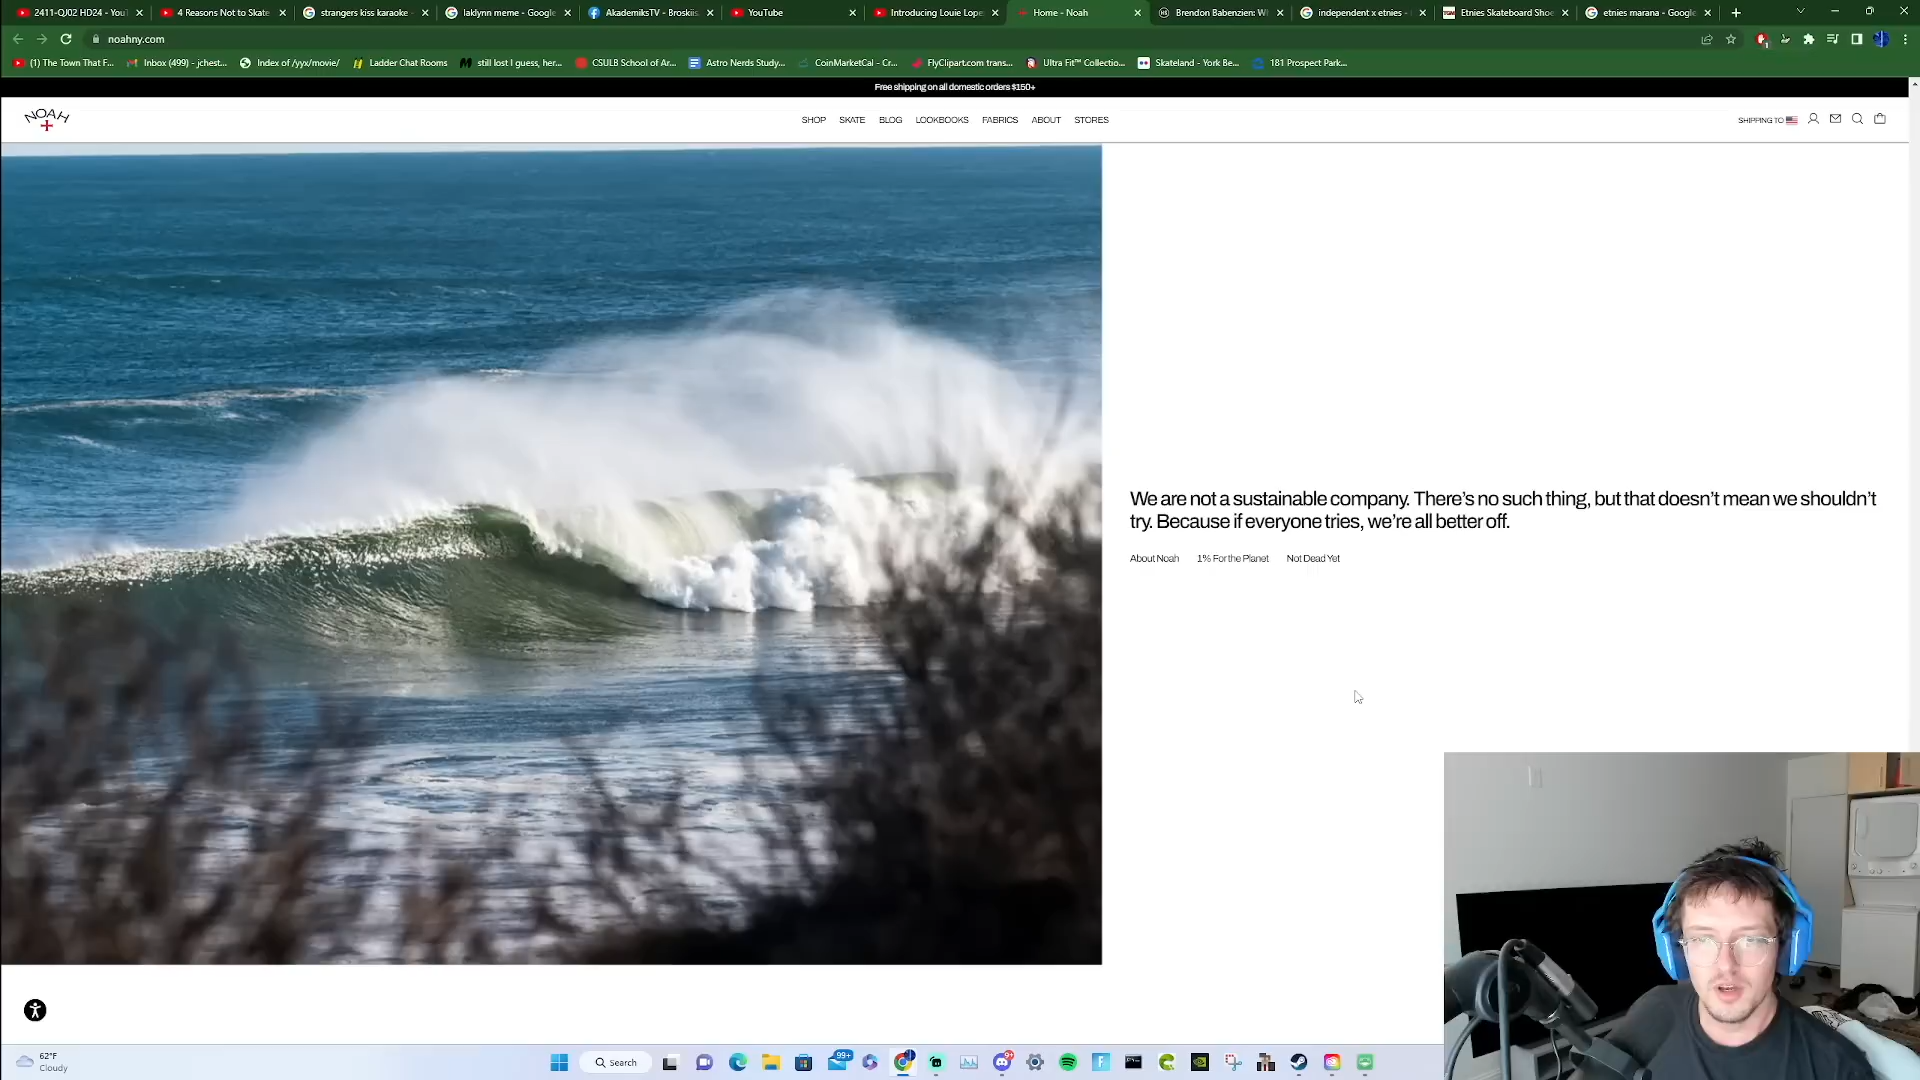 2411-QJ02 HD24 - You
4 Reasons Not to Skate
strangers kiss karaoke -
laklynn meme - Google
AkademiksTV - Broskiis
YouTube
Introducing Louie Lope
Home - Noah
Brendon Babenzien: W
independent x etnies -
Etnies Skateboard Shoe
etnies marana - Google
noahny.com
(1) The Town That F...
Inbox (499) - jchest...
Index of /yyx/movie/
Ladder Chat Rooms
still lost I guess, her...
CSULB School of Ar...
Astro Nerds Study...
CoinMarketCal - Cr...
FlyClipart.com trans...
Ultra Fit™ Collectio...
Skateland - York Be...
181 Prospect Park...
Free shipping on all domestic orders $150+
NOAH
SHOP SKATE BLOG LOOKBOOKS FABRICS ABOUT STORES
SHIPPING TO
We are not a sustainable company. There's no such thing, but that doesn't mean we shouldn't
try. Because if everyone tries, we're all better off.
About Noah 1% For the Planet Not Dead Yet
62°F
Cloudy
Search
99+